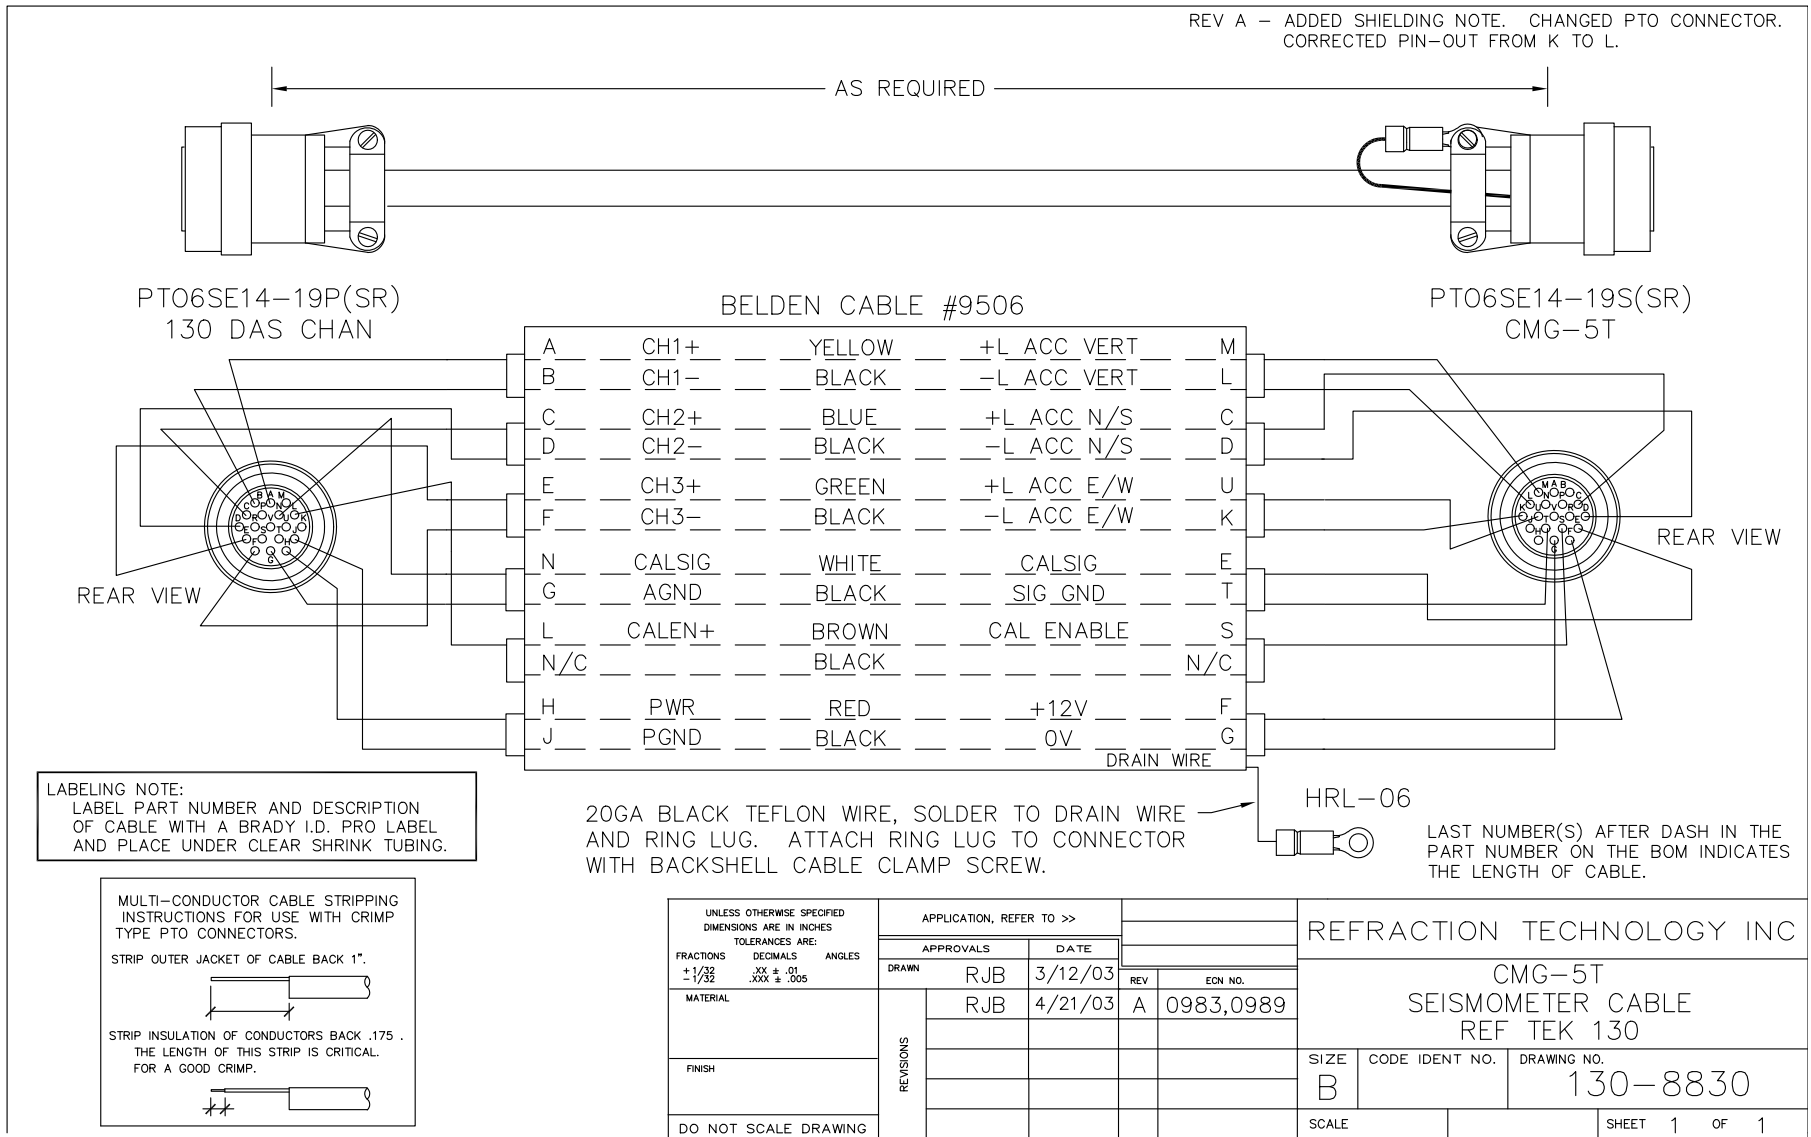 REV A – ADDED SHIELDING NOTE. CHANGED PTO CONNECTOR.
CORRECTED PIN–OUT FROM K TO L.
AS REQUIRED
PTO6SE14–19P(SR)
130 DAS CHAN
BELDEN CABLE #9506
PTO6SE14–19S(SR)
CMG–5T
A CH1+ YELLOW +L ACC VERT M
B CH1– BLACK –L ACC VERT L
C CH2+ BLUE +L ACC N/S C
D CH2– BLACK –L ACC N/S D
E CH3+ GREEN +L ACC E/W U
F CH3– BLACK –L ACC E/W K
N CALSIG WHITE CALSIG E
G AGND BLACK SIG GND T
L CALEN+ BROWN CAL ENABLE S
N/C BLACK N/C
H PWR RED +12V F
J PGND BLACK 0V G
DRAIN WIRE
B A M
C P N L
D R V U K
E S T J
F H
G
REAR VIEW
M A B
L N P C
K U V R D
J T S E
H F
G
REAR VIEW
LABELING NOTE:
LABEL PART NUMBER AND DESCRIPTION
OF CABLE WITH A BRADY I.D. PRO LABEL
AND PLACE UNDER CLEAR SHRINK TUBING.
20GA BLACK TEFLON WIRE, SOLDER TO DRAIN WIRE
AND RING LUG. ATTACH RING LUG TO CONNECTOR
WITH BACKSHELL CABLE CLAMP SCREW.
HRL–06
LAST NUMBER(S) AFTER DASH IN THE
PART NUMBER ON THE BOM INDICATES
THE LENGTH OF CABLE.
MULTI–CONDUCTOR CABLE STRIPPING
INSTRUCTIONS FOR USE WITH CRIMP
TYPE PTO CONNECTORS.
STRIP OUTER JACKET OF CABLE BACK 1".
STRIP INSULATION OF CONDUCTORS BACK .175 .
THE LENGTH OF THIS STRIP IS CRITICAL.
FOR A GOOD CRIMP.
UNLESS OTHERWISE SPECIFIED
DIMENSIONS ARE IN INCHES
TOLERANCES ARE:
FRACTIONS DECIMALS ANGLES
+1/32 .XX ± .01
–1/32 .XXX ± .005
MATERIAL
FINISH
DO NOT SCALE DRAWING
APPLICATION, REFER TO >>
APPROVALS DATE
DRAWN RJB 3/12/03 REV ECN NO.
RJB 4/21/03 A 0983,0989
REVISIONS
REFRACTION TECHNOLOGY INC
CMG–5T
SEISMOMETER CABLE
REF TEK 130
SIZE CODE IDENT NO. DRAWING NO.
B 130–8830
SCALE SHEET 1 OF 1